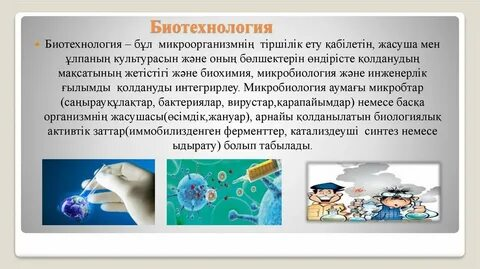 Биотехнология
• Биотехнология – бұл микроорганизмнің тіршілік ету қабілетін, жасуша мен
ұлпаның культурасын және оның бөлшектерін өндірісте қолданудың
мақсатының жетістігі және биохимия, микробиология және инженерлік
ғылымды қолдануды интегрирлеу. Микробиология аумағы микробтар
(саңырауқұлақтар, бактериялар, вирустар,қарапайымдар) немесе басқа
организмнің жасушасы(өсімдік,жануар), арнайы қолданылатын биологиялық
активтік заттар(иммобилизденген ферменттер, катализдеуші синтез немесе
ыдырату) болып табылады.